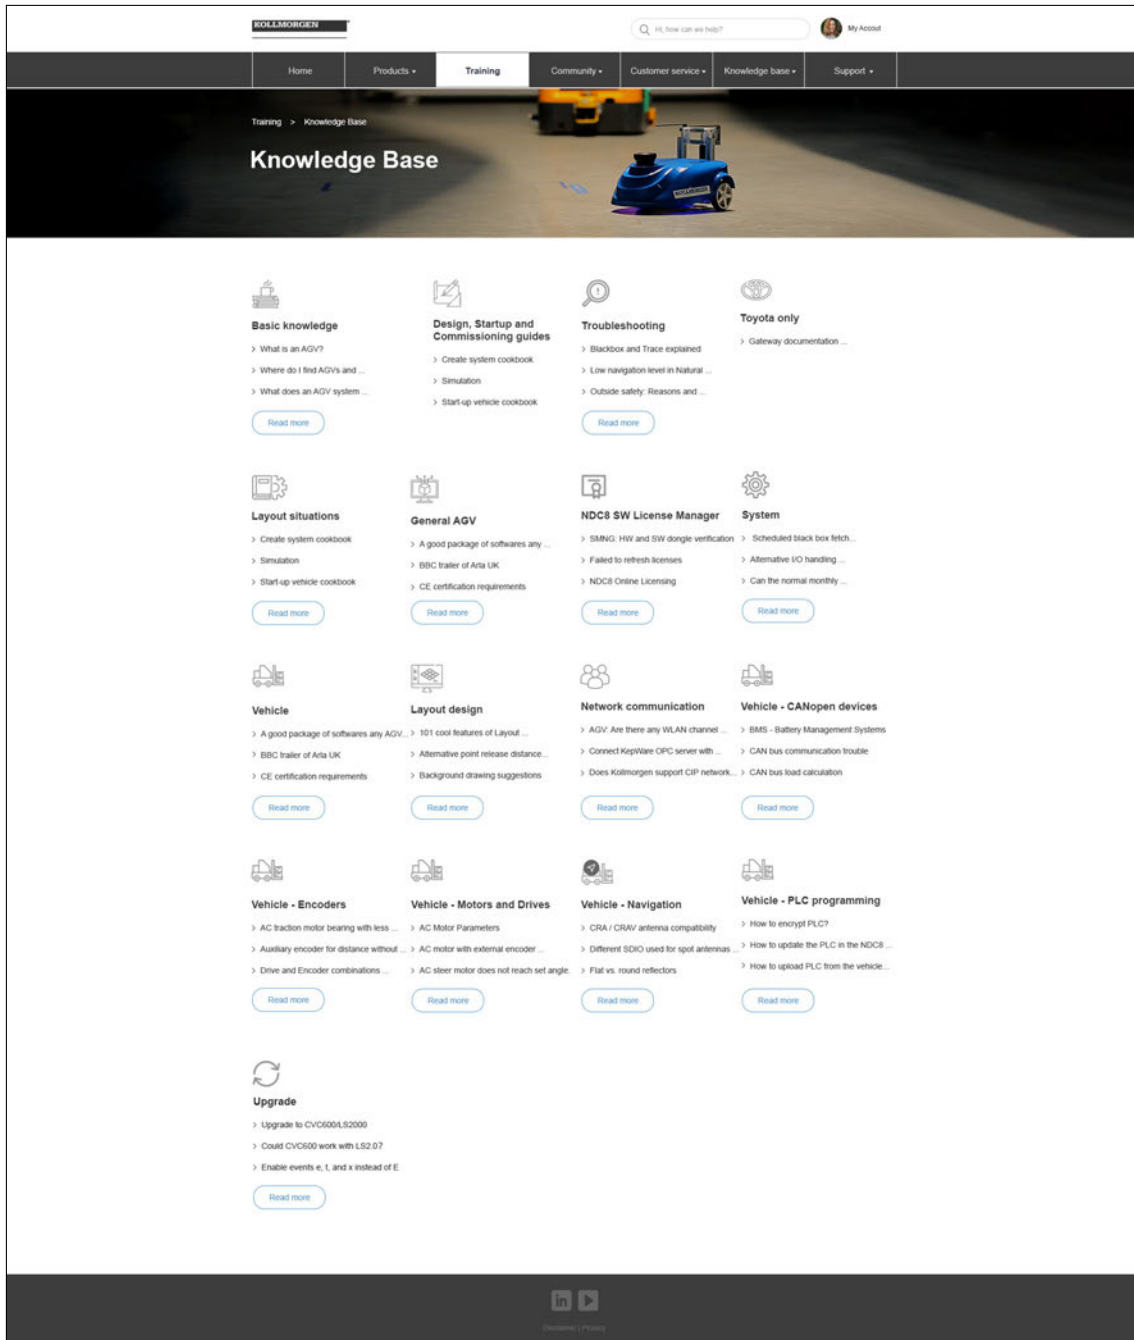 KOLLMORGEN
Hi, how can we help?
My Accout
Home
Products
Training
Community
Customer service
Knowledge base
Support
Training > Knowledge Base
Knowledge Base
KOLLMORGEN
Basic knowledge
> What is an AGV?
> Where do I find AGVs and ...
> What does an AGV system ...
Read more
Design, Startup and
Commissioning guides
> Create system cookbook
> Simulation
> Start-up vehicle cookbook
Troubleshooting
> Blackbox and Trace explained
> Low navigation level in Natural ...
> Outside safety: Reasons and ...
Read more
Toyota only
> Gateway documentation ...
Layout situations
> Create system cookbook
> Simulation
> Start-up vehicle cookbook
Read more
General AGV
> A good package of softwares any ...
> BBC trailer of Arla UK
> CE certification requirements
Read more
NDC8 SW License Manager
> SMNG: HW and SW dongle verification
> Failed to refresh licenses
> NDC8 Online Licensing
Read more
System
> Scheduled black box fetch...
> Alternative I/O handling ...
> Can the normal monthly ...
Read more
Vehicle
> A good package of softwares any AGV...
> BBC trailer of Arla UK
> CE certification requirements
Read more
Layout design
> 101 cool features of Layout ...
> Alternative point release distance...
> Background drawing suggestions
Read more
Network communication
> AGV: Are there any WLAN channel ...
> Connect KepWare OPC server with ...
> Does Kollmorgen support CIP network...
Read more
Vehicle - CANopen devices
> BMS - Battery Management Systems
> CAN bus communication trouble
> CAN bus load calculation
Read more
Vehicle - Encoders
> AC traction motor bearing with less ...
> Auxiliary encoder for distance without ...
> Drive and Encoder combinations ...
Read more
Vehicle - Motors and Drives
> AC Motor Parameters
> AC motor with external encoder ...
> AC steer motor does not reach set angle.
Read more
Vehicle - Navigation
> CRA / CRAV antenna compatibility
> Different SDIO used for spot antennas ...
> Flat vs. round reflectors
Read more
Vehicle - PLC programming
> How to encrypt PLC?
> How to update the PLC in the NDC8 ...
> How to upload PLC from the vehicle...
Read more
Upgrade
> Upgrade to CVC600/LS2000
> Could CVC600 work with LS2.07
> Enable events e, t, and x instead of E
Read more
in
Disclaimer | Privacy